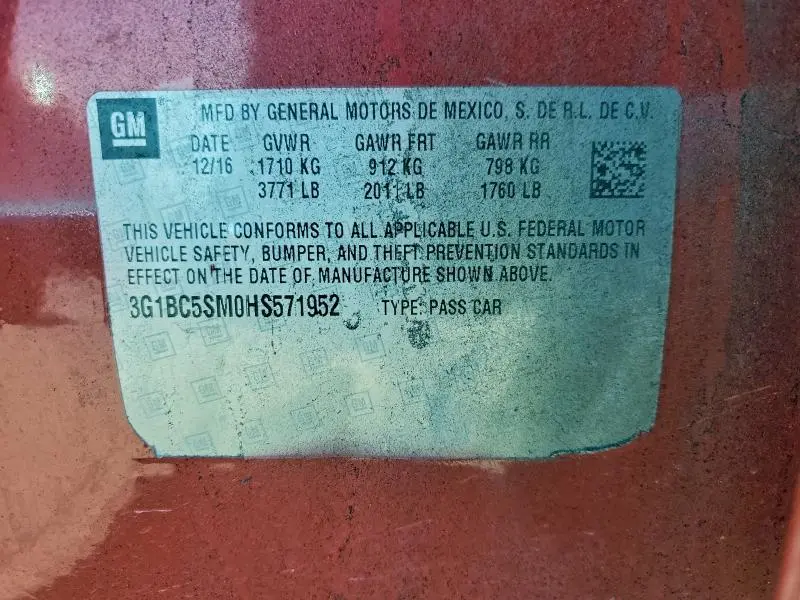 GM
MFD BY GENERAL MOTORS DE MEXICO, S. DE R.L. DE C.V.
DATE GVWR GAWR FRT GAWR RR
12/16 1710 KG 912 KG 798 KG
3771 LB 2011 LB 1760 LB
THIS VEHICLE CONFORMS TO ALL APPLICABLE U.S. FEDERAL MOTOR
VEHICLE SAFETY, BUMPER, AND THEFT PREVENTION STANDARDS IN
EFFECT ON THE DATE OF MANUFACTURE SHOWN ABOVE.
3G1BC5SM0HS571952 TYPE: PASS CAR